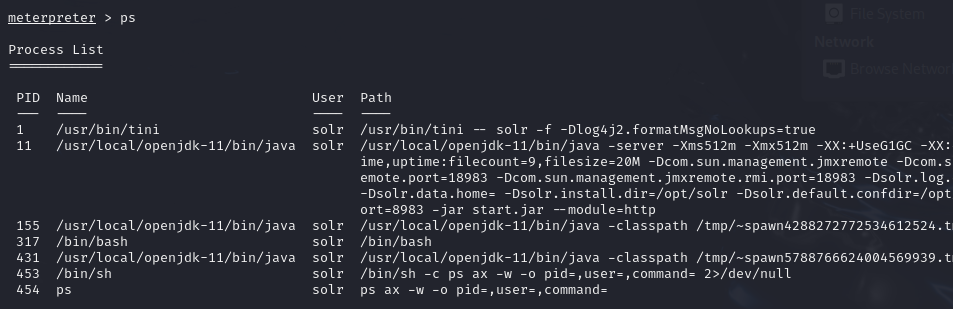 meterpreter > ps
File System
Process List
============
Network
Browse Network
PID Name User Path
--- ---- ---- ----
1 /usr/bin/tini solr /usr/bin/tini -- solr -f -Dlog4j2.formatMsgNoLookups=true
11 /usr/local/openjdk-11/bin/java solr /usr/local/openjdk-11/bin/java -server -Xms512m -Xmx512m -XX:+UseG1GC -XX:
ime,uptime:filecount=9,filesize=20M -Dcom.sun.management.jmxremote -Dcom.s
emote.port=18983 -Dcom.sun.management.jmxremote.rmi.port=18983 -Dsolr.log.
-Dsolr.data.home= -Dsolr.install.dir=/opt/solr -Dsolr.default.confdir=/opt
ort=8983 -jar start.jar --module=http
155 /usr/local/openjdk-11/bin/java solr /usr/local/openjdk-11/bin/java -classpath /tmp/~spawn4288272772534612524.tm
317 /bin/bash solr /bin/bash
431 /usr/local/openjdk-11/bin/java solr /usr/local/openjdk-11/bin/java -classpath /tmp/~spawn5788766624004569939.tm
453 /bin/sh solr /bin/sh -c ps ax -w -o pid=,user=,command= 2>/dev/null
454 ps solr ps ax -w -o pid=,user=,command=